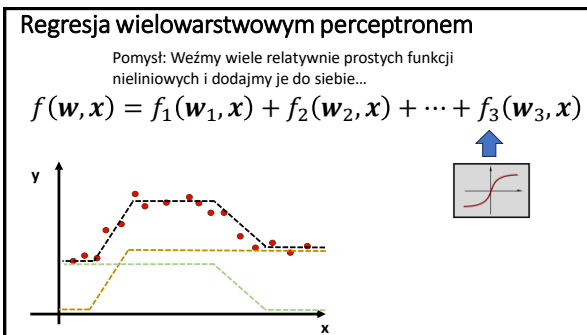 Regresja wielowarstwowym perceptronem
Pomysł: Weźmy wiele relatywnie prostych funkcji
nieliniowych i dodajmy je do siebie…
f(w, x) = f₁(w₁, x) + f₂(w₂, x) + ⋯ + f₃(w₃, x)
y
x